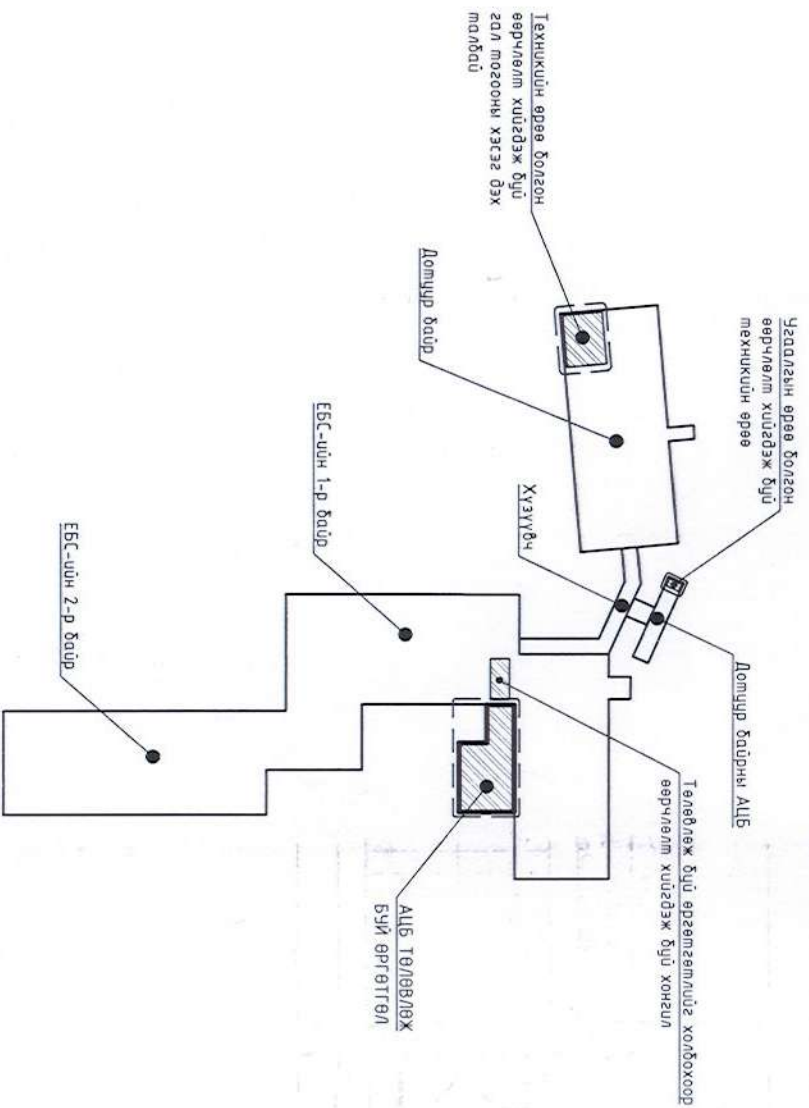 Техникийн өрөө болгон
өөрчлөлт хийгдэж буй
гал тогооны хэсэг дэх
талбай
Дотуур байр
Угаалгын өрөө болгон
өөрчлөлт хийгдэж буй
техникийн өрөө
Хүзүүвч
Дотуур байрны АЦБ
ЕБС-ийн 1-р байр
ЕБС-ийн 2-р байр
Төлөвлөж буй өргөтгөлийг холбохоор
өөрчлөлт хийгдэж буй хонгил
АЦБ ТӨЛӨВЛӨЖ
БУЙ ӨРГӨТГӨЛ